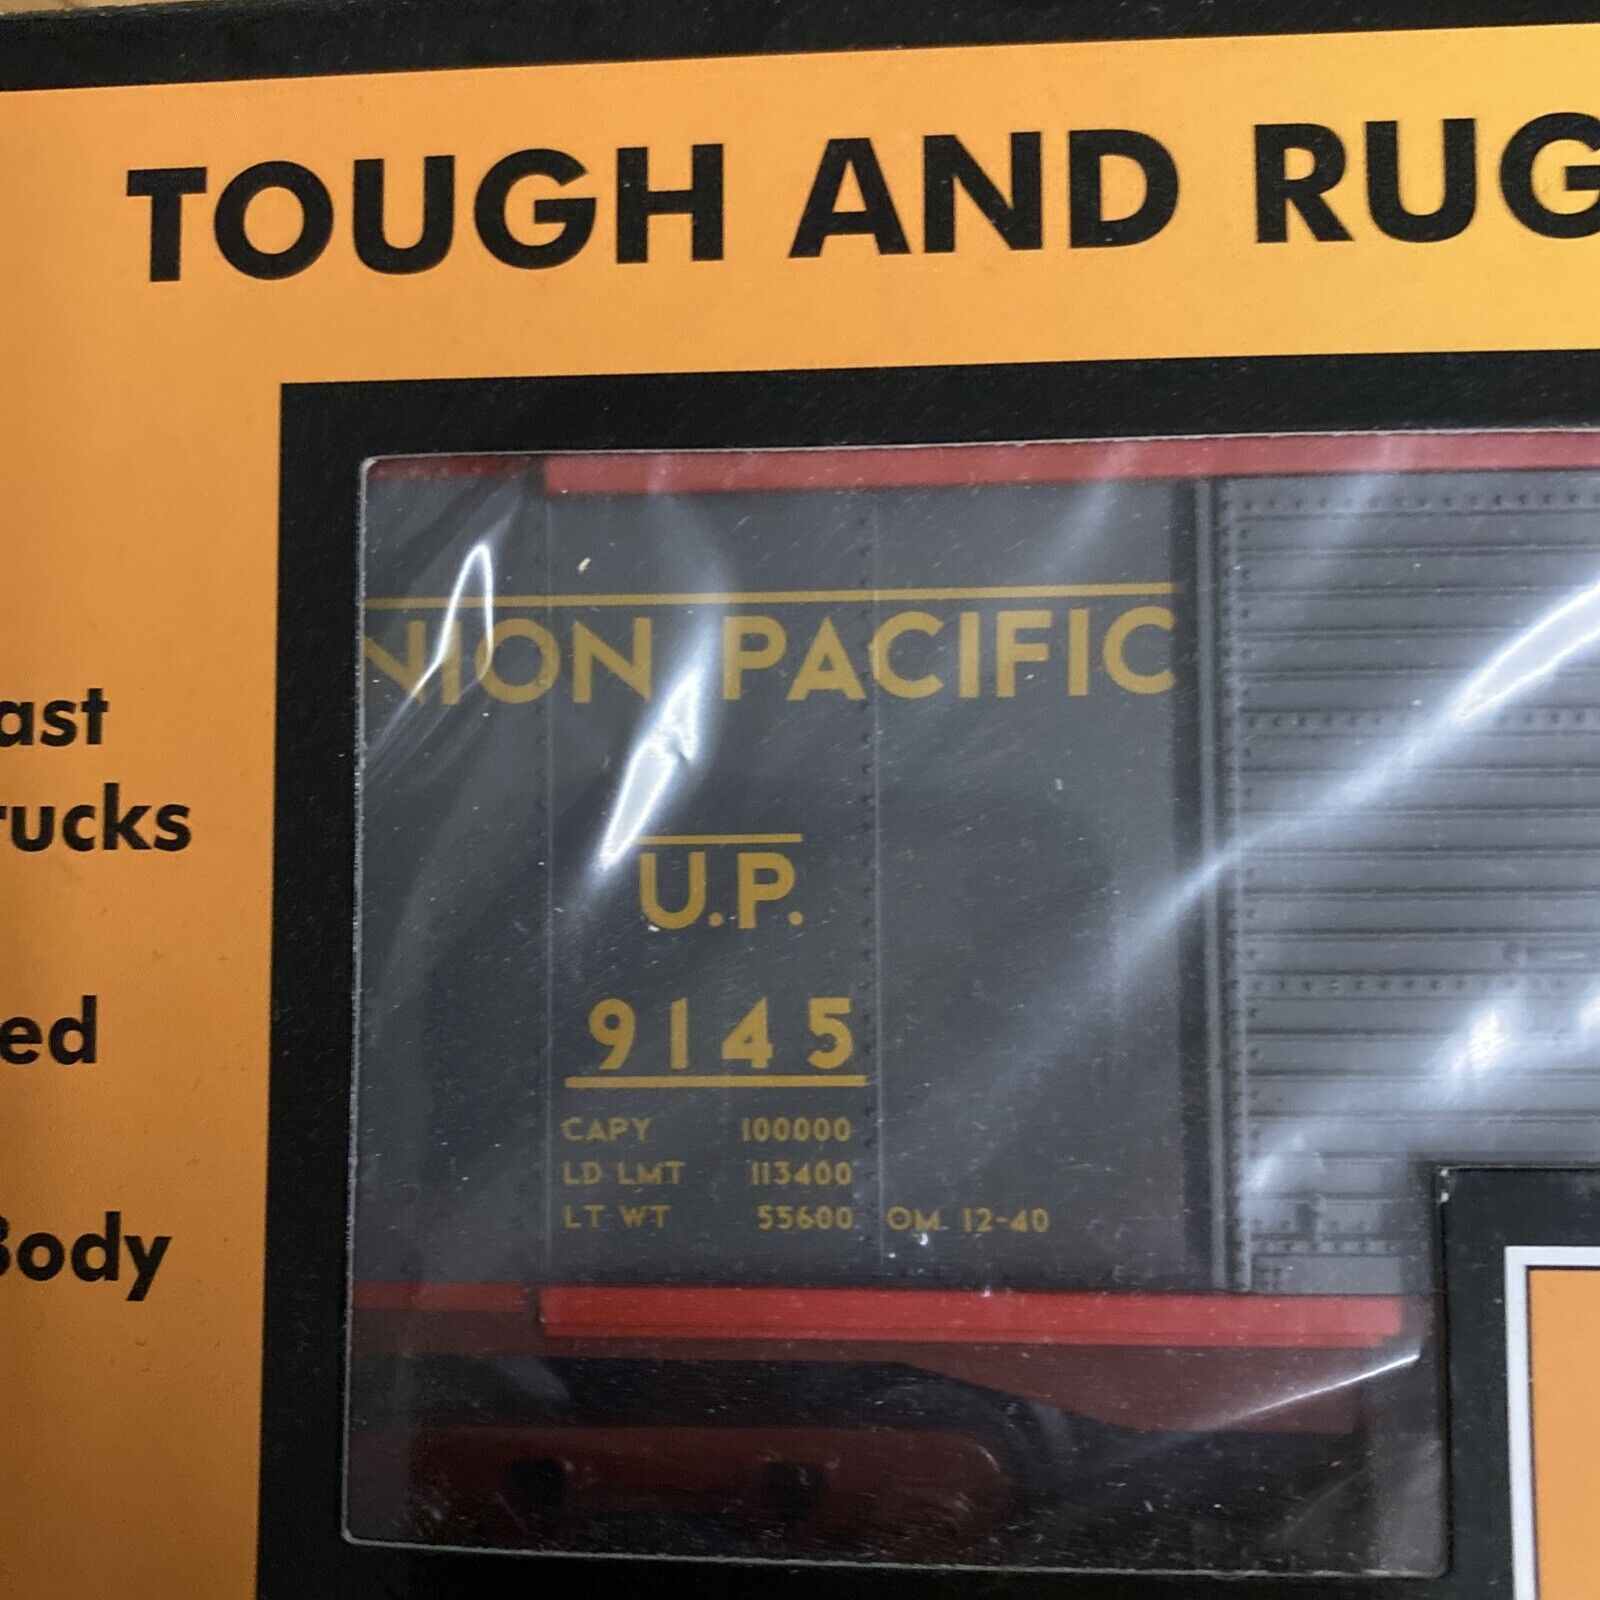 TOUGH AND RUG
NION PACIFIC
ast
rucks
U.P.
ed
9145
CAPY 100000
LD LMT 113400
LT WT 55600 OM. 12-40
Body